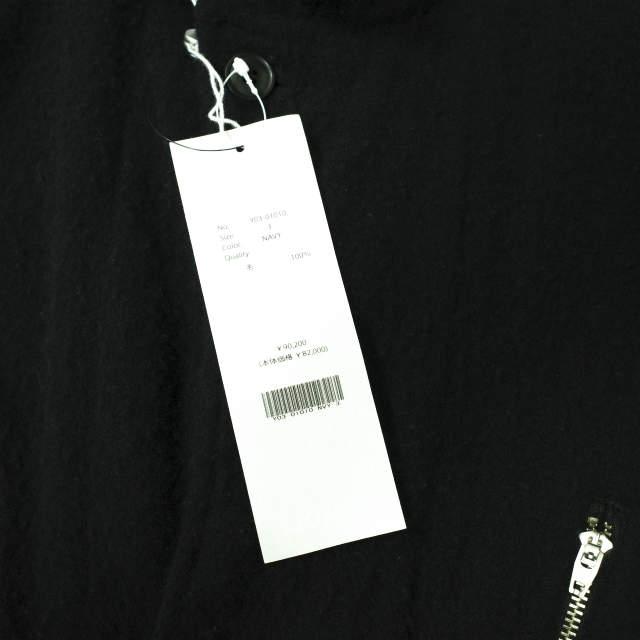 No. Y03-01010
Size 3
Color NAVY
Quality
毛 100%
¥90,200
(本体価格 ¥82,000)
Y03 01010 NVY 3